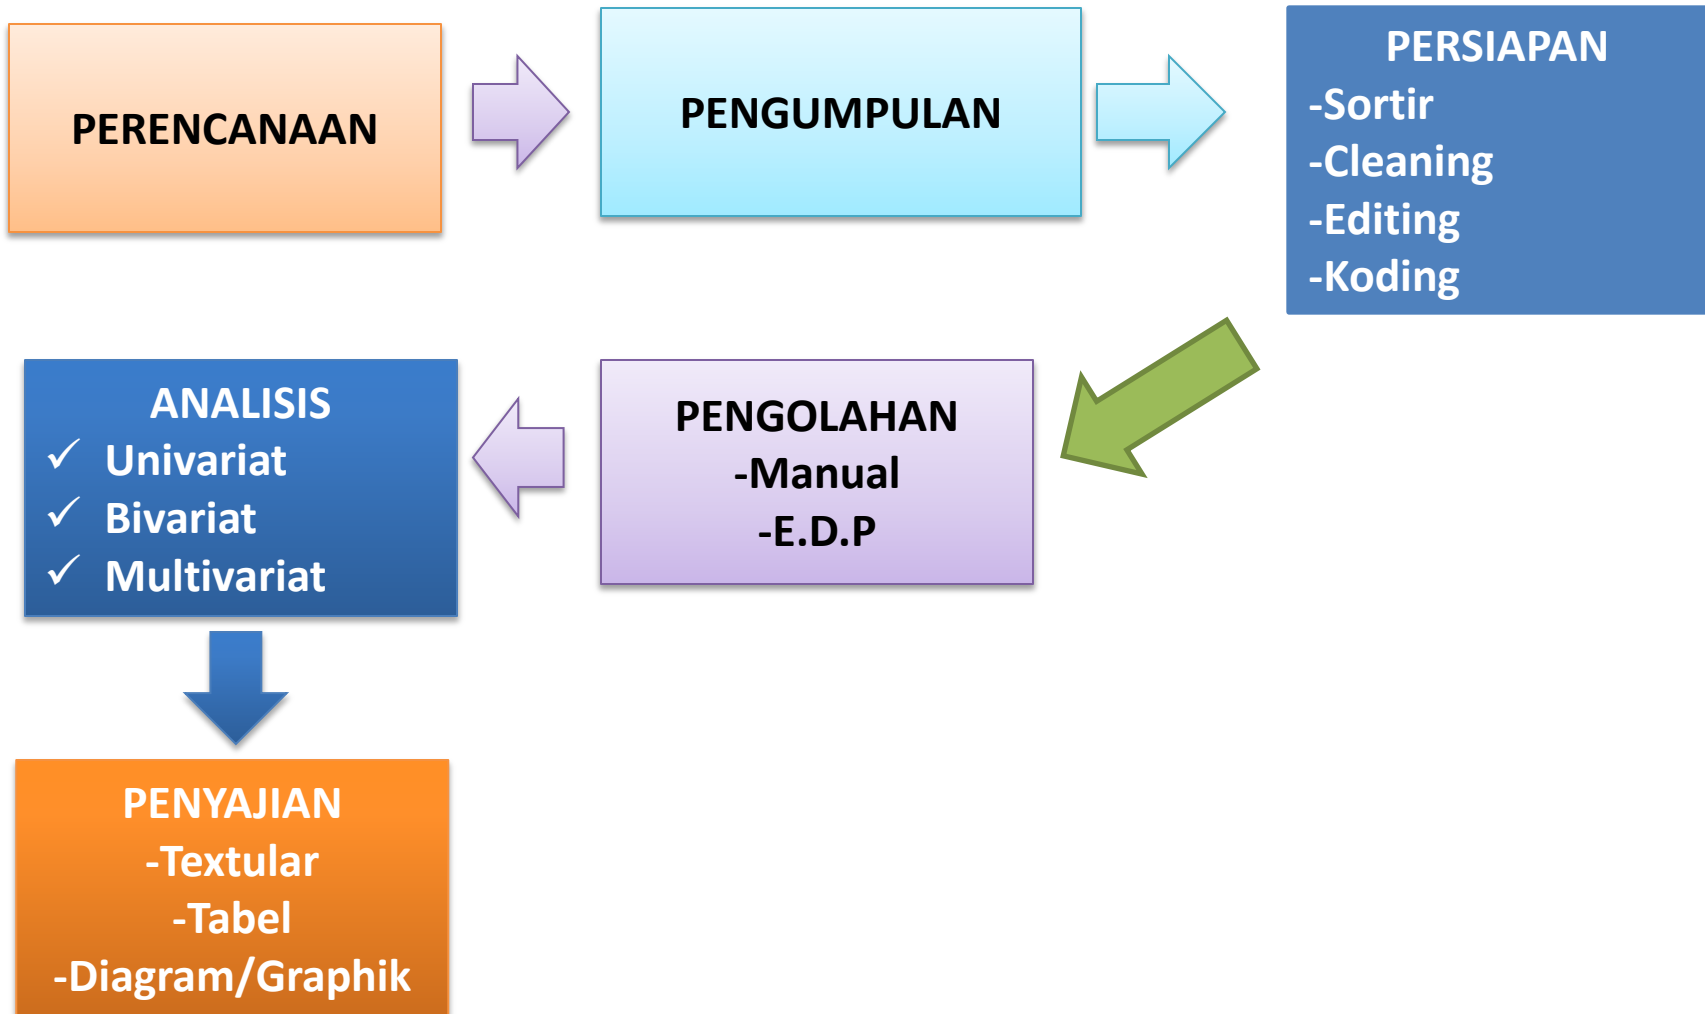 PERENCANAAN
PENGUMPULAN
PERSIAPAN
-Sortir
-Cleaning
-Editing
-Koding
PENGOLAHAN
-Manual
-E.D.P
ANALISIS
✓ Univariat
✓ Bivariat
✓ Multivariat
PENYAJIAN
-Textular
-Tabel
-Diagram/Graphik